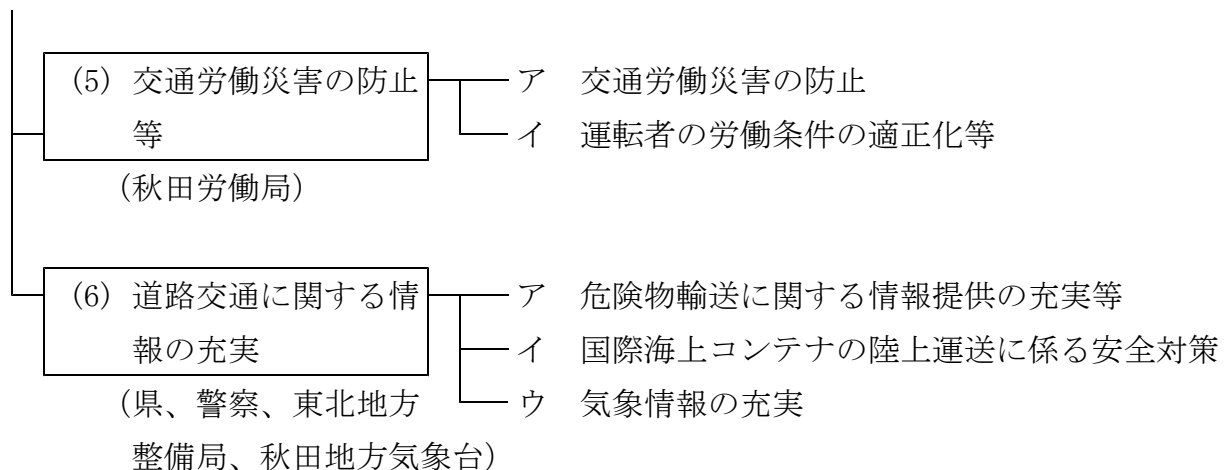 (5) 交通労働災害の防止 ア 交通労働災害の防止
等 イ 運転者の労働条件の適正化等
(秋田労働局)
(6) 道路交通に関する情 ア 危険物輸送に関する情報提供の充実等
報の充実 イ 国際海上コンテナの陸上運送に係る安全対策
(県、警察、東北地方 ウ 気象情報の充実
整備局、秋田地方気象台)